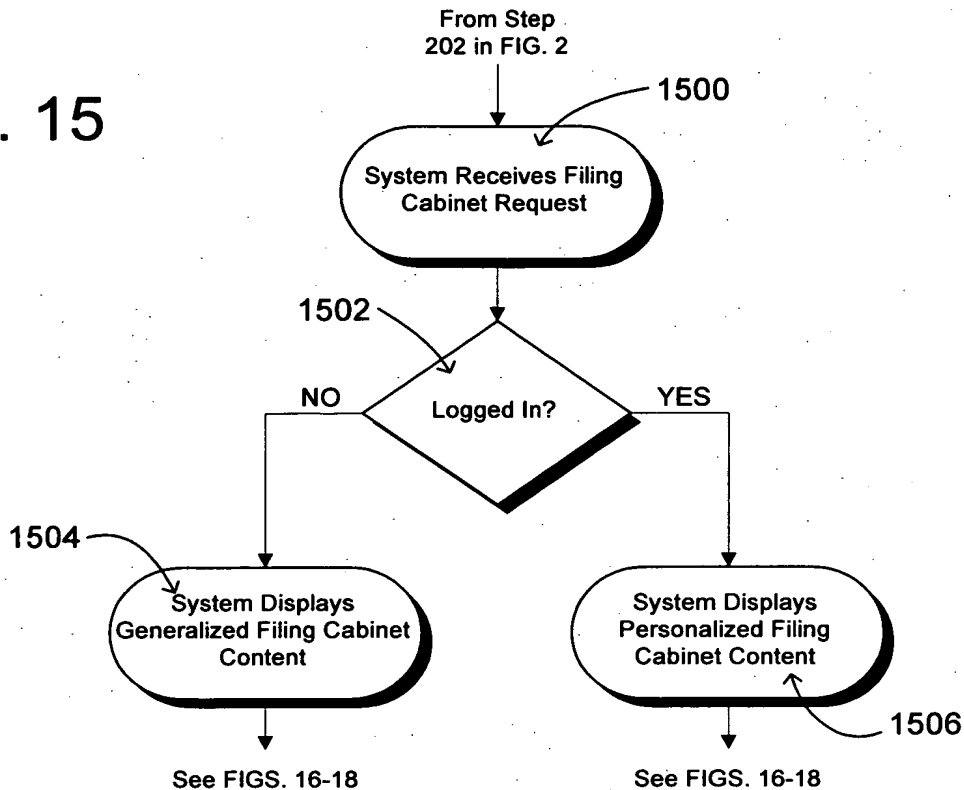 From Step
202 in FIG. 2
. 15
1500
System Receives Filing
Cabinet Request
1502
NO
Logged In?
YES
1504
System Displays
Generalized Filing Cabinet
Content
System Displays
Personalized Filing
Cabinet Content
1506
See FIGS. 16-18
See FIGS. 16-18